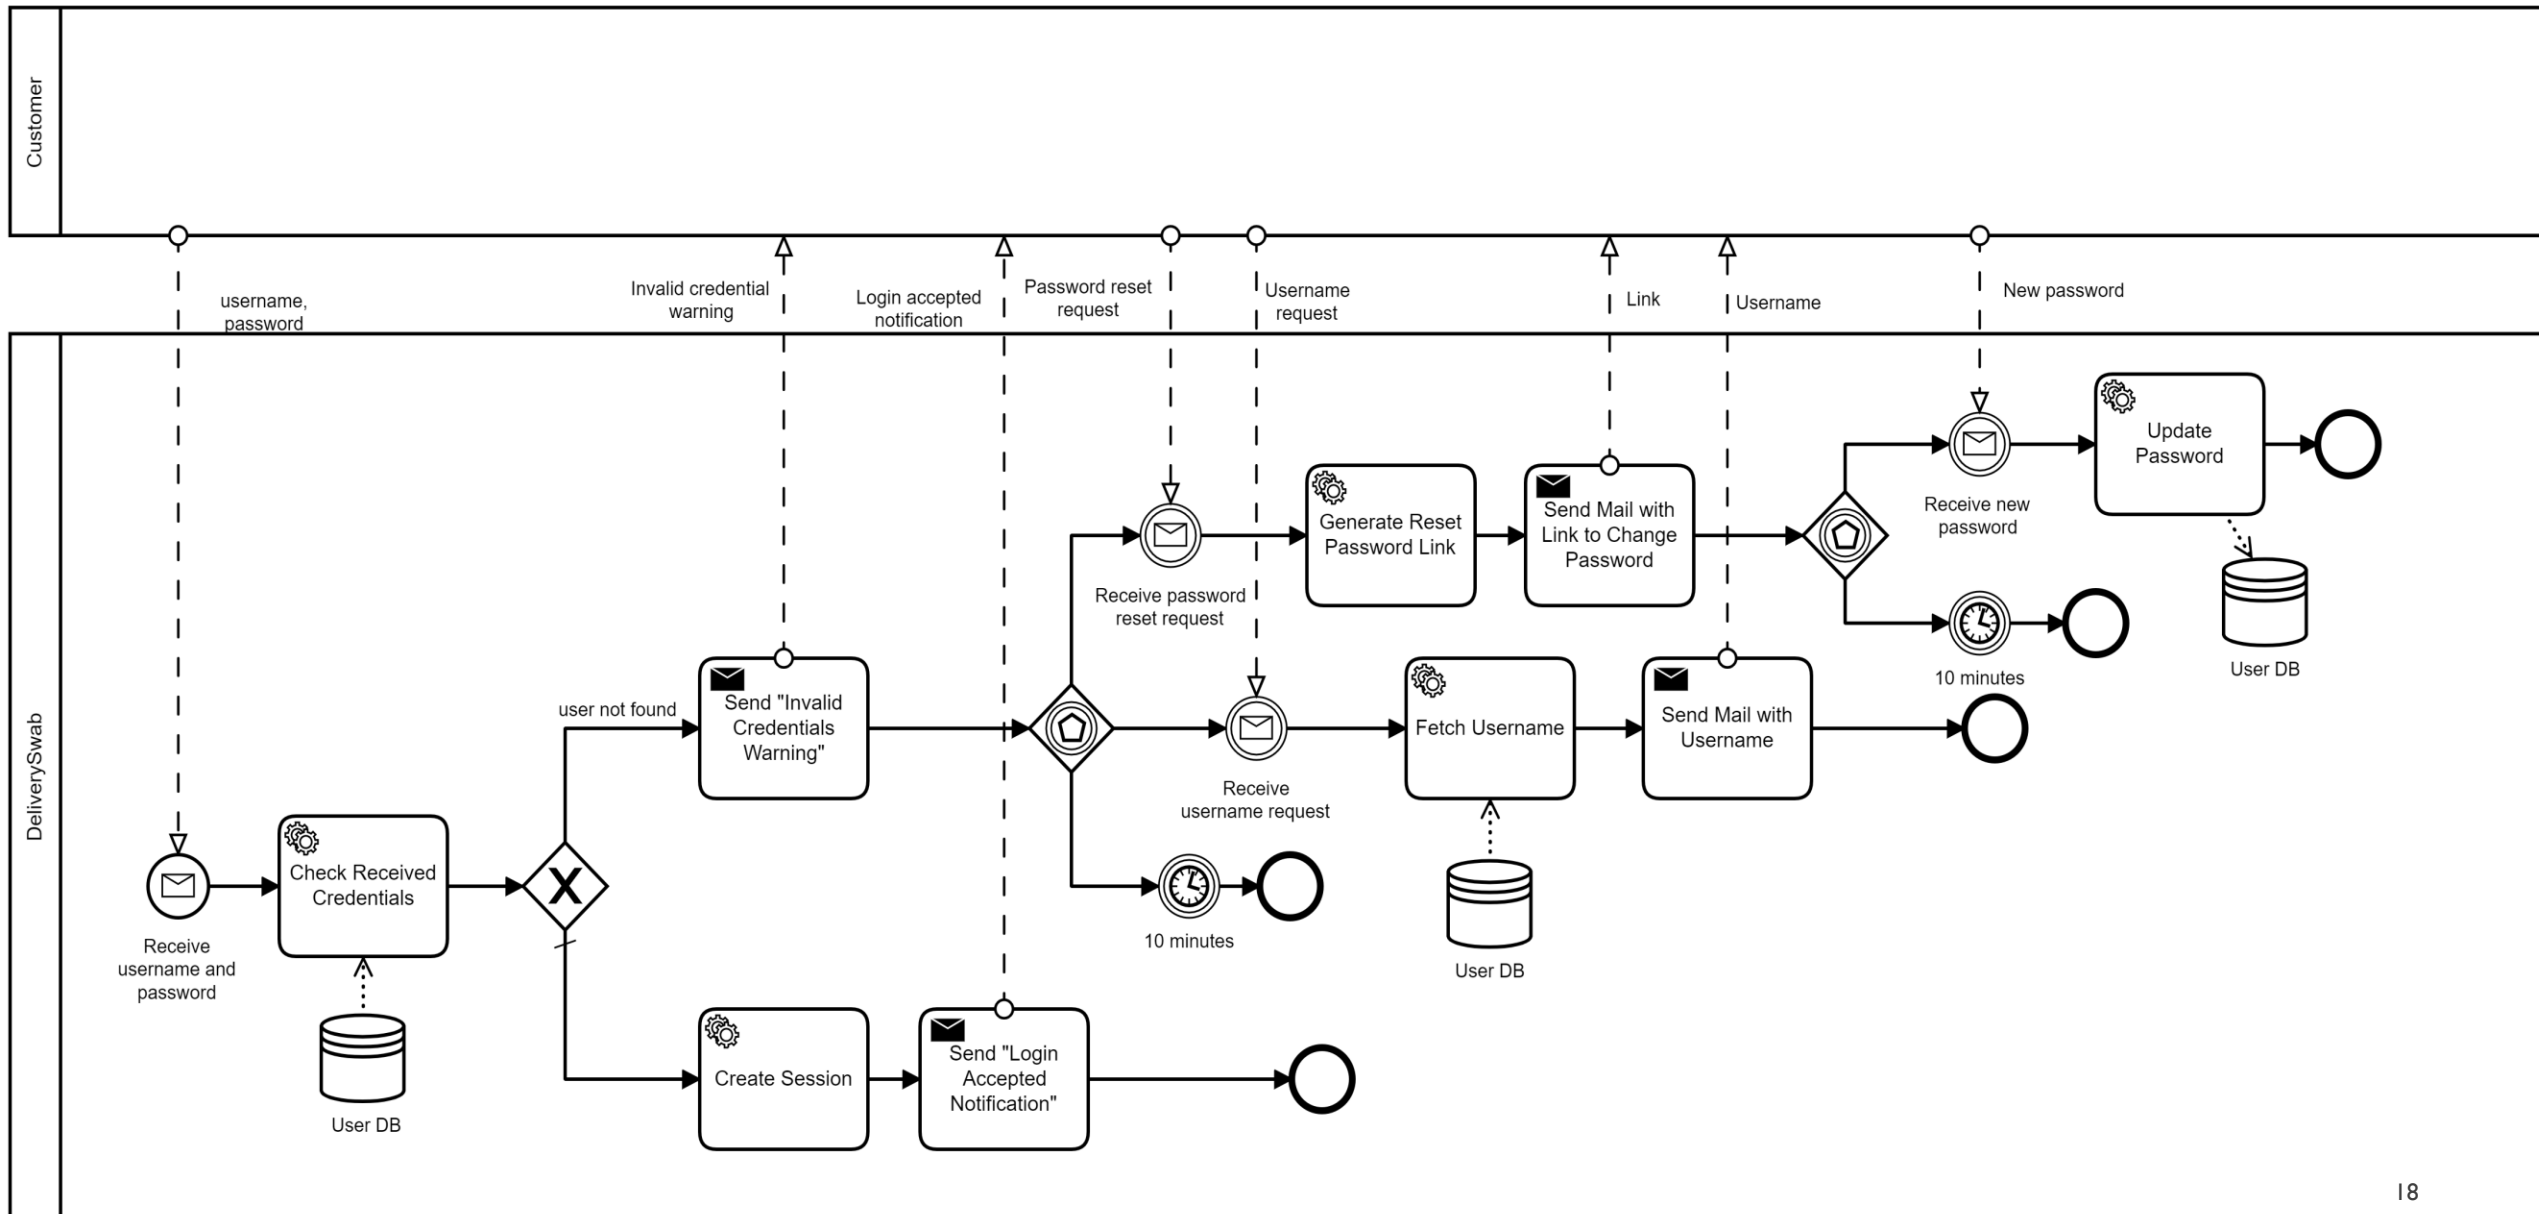 Customer
username,
password
Invalid credential
warning
Login accepted
notification
Password reset
request
Username
request
Link
Username
New password
DeliverySwab
Receive
username and
password
Check Received
Credentials
User DB
X
user not found
Send "Invalid
Credentials
Warning"
Create Session
Send "Login
Accepted
Notification"
Receive password
reset request
Receive
username request
10 minutes
Generate Reset
Password Link
Send Mail with
Link to Change
Password
Fetch Username
User DB
Send Mail with
Username
Receive new
password
10 minutes
Update
Password
User DB
18